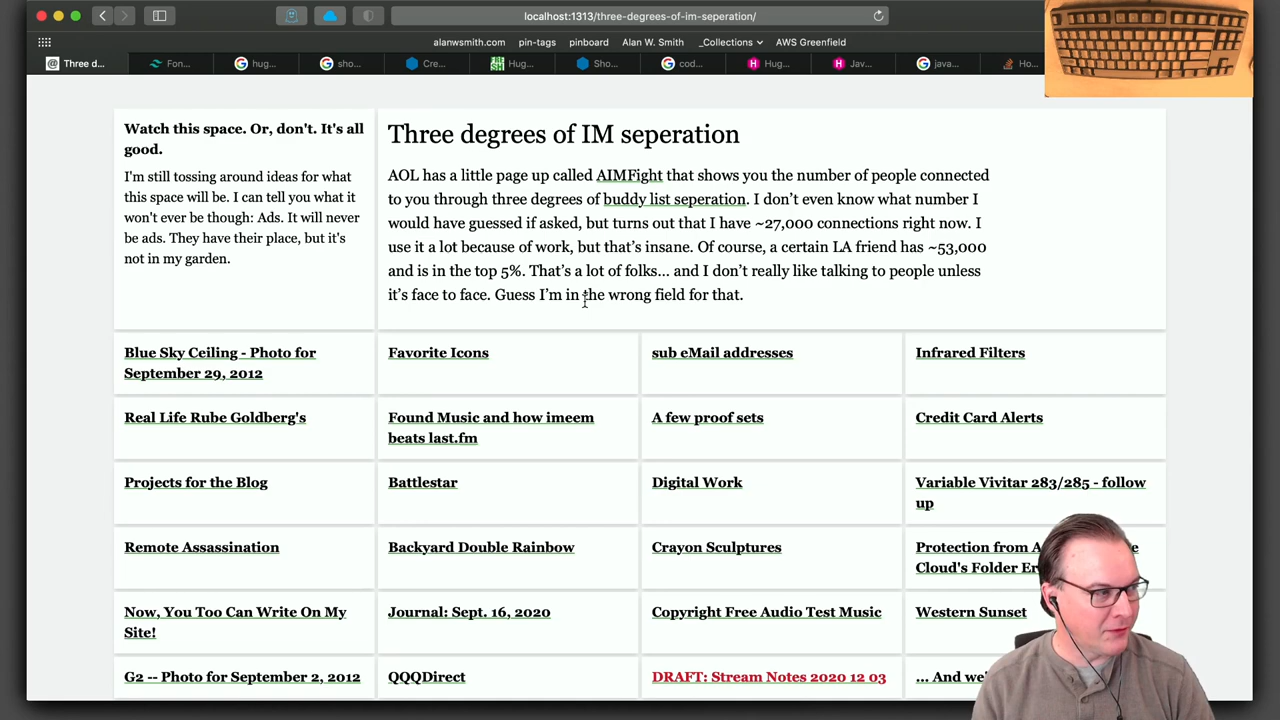 localhost:1313/three-degrees-of-im-seperation/
alanwsmith.com pin-tags pinboard Alan W. Smith _Collections AWS Greenfield
Three d... Fon... hug... sho... Cre... Hug... Sho... cod... Hug... Jav... java... Ho...
Watch this space. Or, don't. It's all
good.
I'm still tossing around ideas for what
this space will be. I can tell you what it
won't ever be though: Ads. It will never
be ads. They have their place, but it's
not in my garden.
Three degrees of IM seperation
AOL has a little page up called AIMFight that shows you the number of people connected
to you through three degrees of buddy list seperation. I don’t even know what number I
would have guessed if asked, but turns out that I have ~27,000 connections right now. I
use it a lot because of work, but that’s insane. Of course, a certain LA friend has ~53,000
and is in the top 5%. That’s a lot of folks… and I don’t really like talking to people unless
it’s face to face. Guess I’m in the wrong field for that.
Blue Sky Ceiling - Photo for
September 29, 2012
Favorite Icons
sub eMail addresses
Infrared Filters
Real Life Rube Goldberg's
Found Music and how imeem
beats last.fm
A few proof sets
Credit Card Alerts
Projects for the Blog
Battlestar
Digital Work
Variable Vivitar 283/285 - follow
up
Remote Assassination
Backyard Double Rainbow
Crayon Sculptures
Protection from
Cloud's Folder
Now, You Too Can Write On My
Site!
Journal: Sept. 16, 2020
Copyright Free Audio Test Music
Western Sunset
G2 -- Photo for September 2, 2012
QQQDirect
DRAFT: Stream Notes 2020 12 03
... And